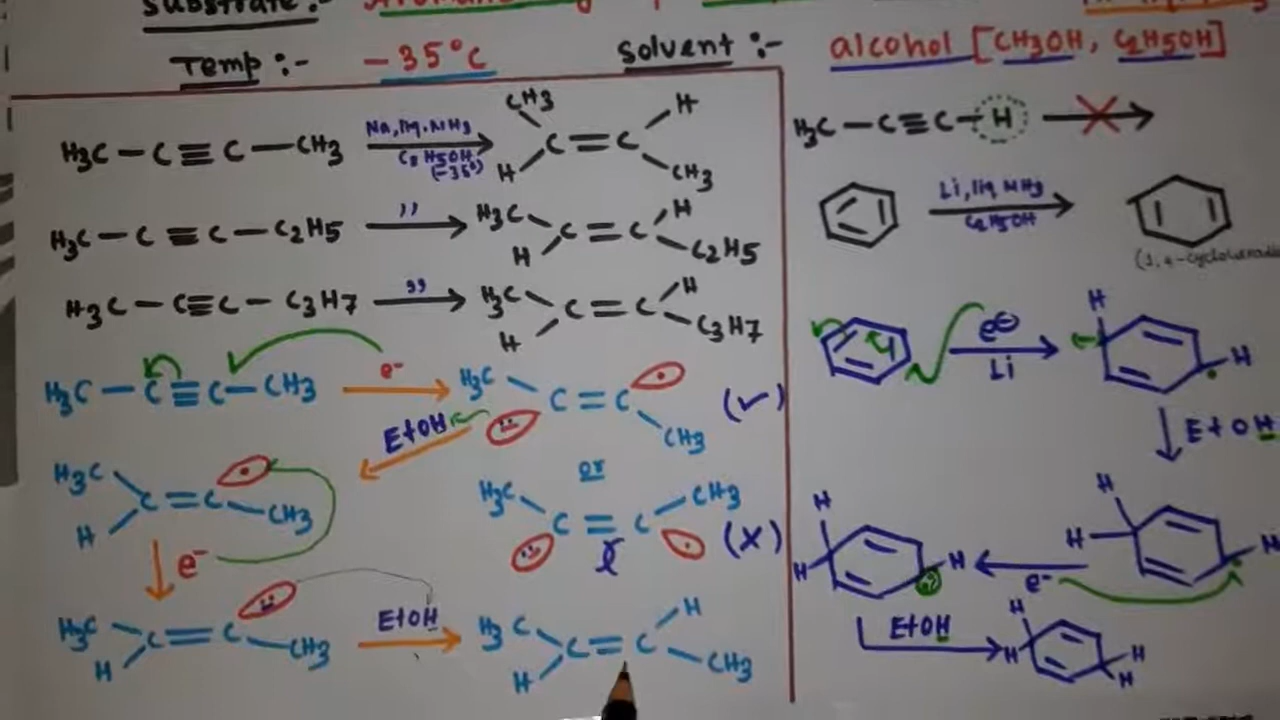 Substrate :-
Temp :- -35°C Solvent :- alcohol [CH3OH, C2H5OH]
H3C - C ≡ C - CH3 Na, liq. NH3 C2H5OH (-35°) CH3 H C = C H CH3
H3C - C ≡ C - C2H5 ,, H3C H C = C H C2H5
H3C - C ≡ C - C3H7 ,, H3C H C = C H C3H7
H3C - C ≡ C - CH3 e- H3C C = C CH3 (✓)
EtOH
or
H3C C = C CH3 H
e-
H3C CH3 C = C (x)
H3C C = C H CH3 EtOH H3C H C = C H CH3
H3C - C ≡ C - H
Li, liq NH3 C2H5OH
e⊖ Li H H
EtOH
H H H
e- H H H
EtOH H H H H